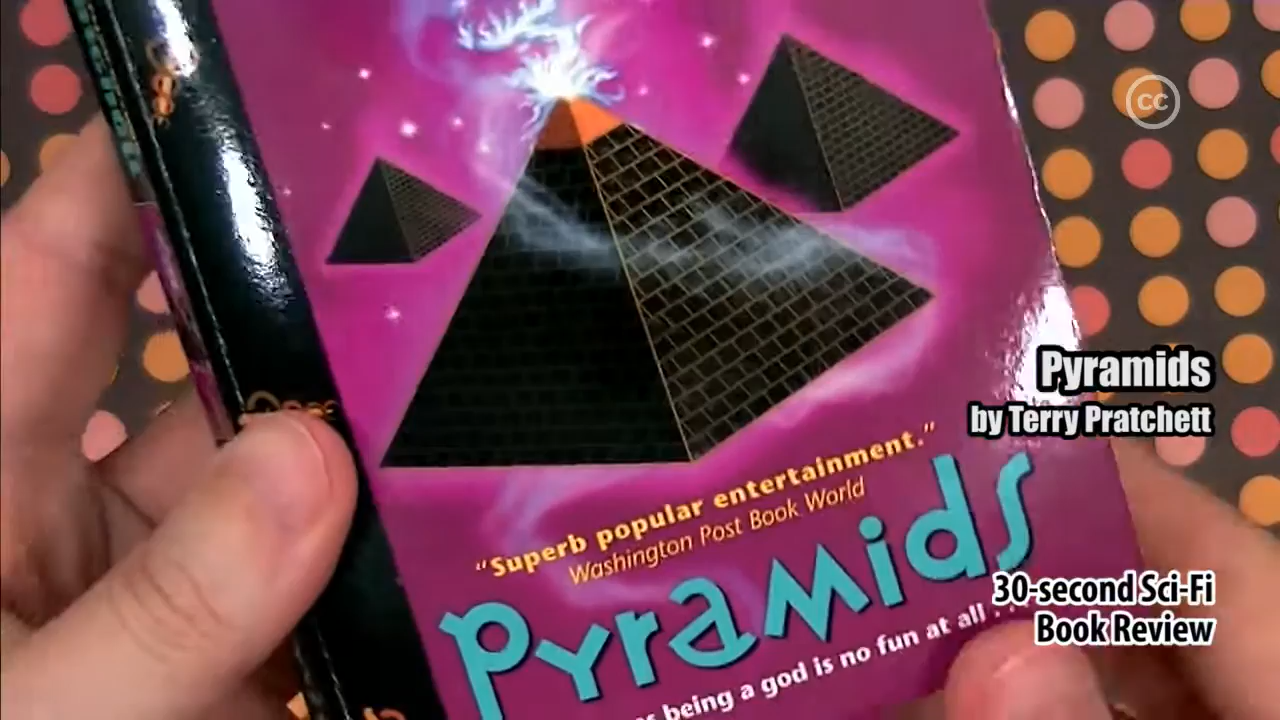 cc
Pyramids
by Terry Pratchett
"Superb popular entertainment."
Washington Post Book World
Pyramids
being a god is no fun at all . . .
30-second Sci-Fi
Book Review